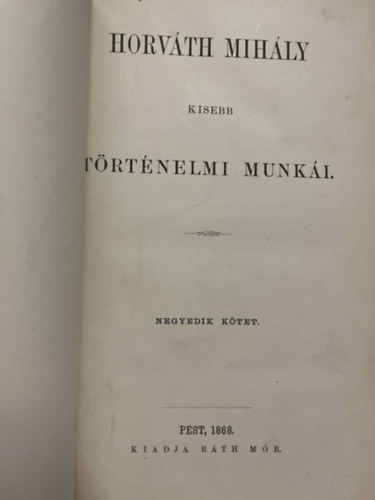 HORVÁTH MIHÁLY
KISEBB
TÖRTÉNELMI MUNKÁI.
NEGYEDIK KÖTET.
PEST, 1868.
KIADJA RÁTH MÓR.